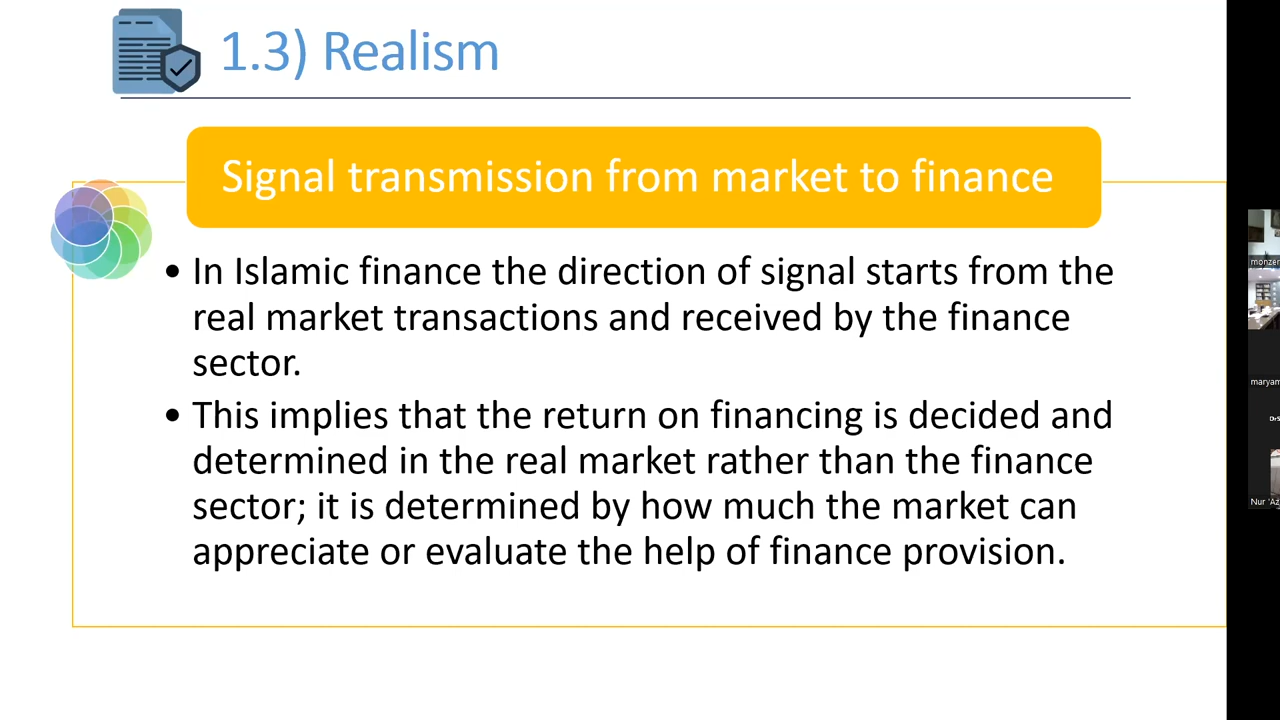 1.3) Realism
Signal transmission from market to finance
• In Islamic finance the direction of signal starts from the
real market transactions and received by the finance
sector.
• This implies that the return on financing is decided and
determined in the real market rather than the finance
sector; it is determined by how much the market can
appreciate or evaluate the help of finance provision.
monzer
maryam
Nur 'Az